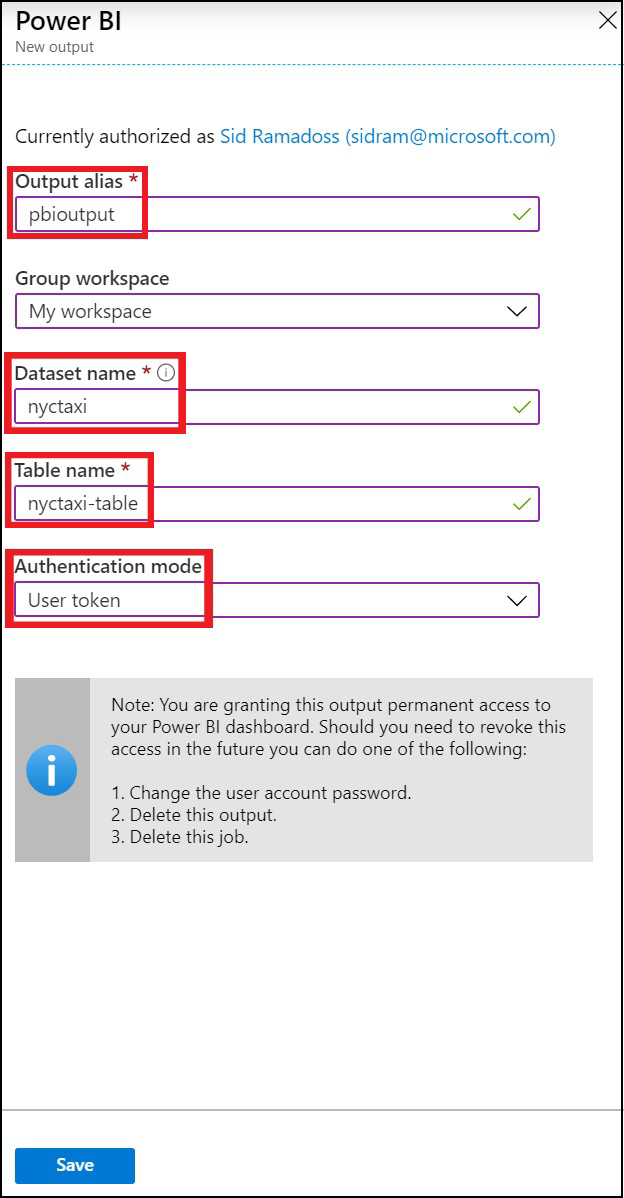 Power BI
New output
Currently authorized as Sid Ramadoss (sidram@microsoft.com)
Output alias *
pbioutput
Group workspace
My workspace
Dataset name *
nyctaxi
Table name *
nyctaxi-table
Authentication mode
User token
Note: You are granting this output permanent access to
your Power BI dashboard. Should you need to revoke this
access in the future you can do one of the following:
1. Change the user account password.
2. Delete this output.
3. Delete this job.
Save